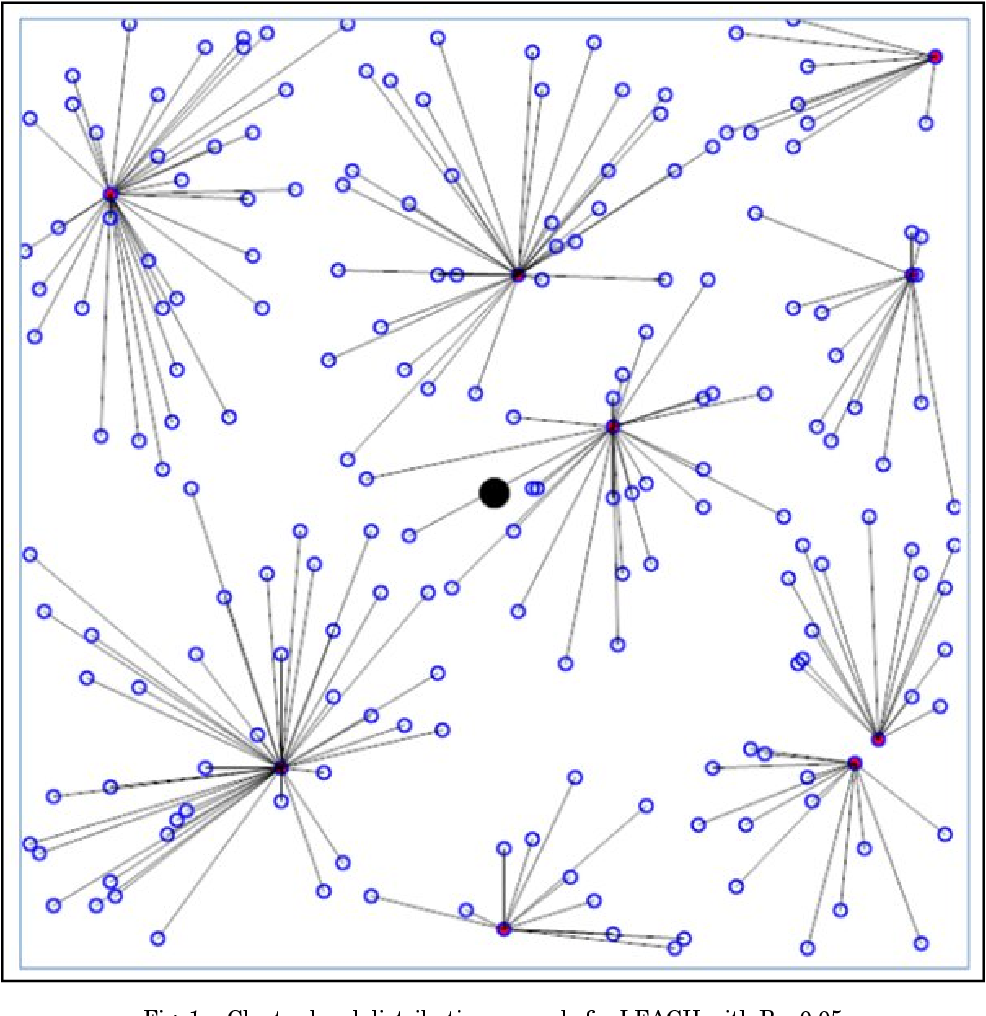 Fig. 1. Cluster head distribution example for LEACH with P=0.05